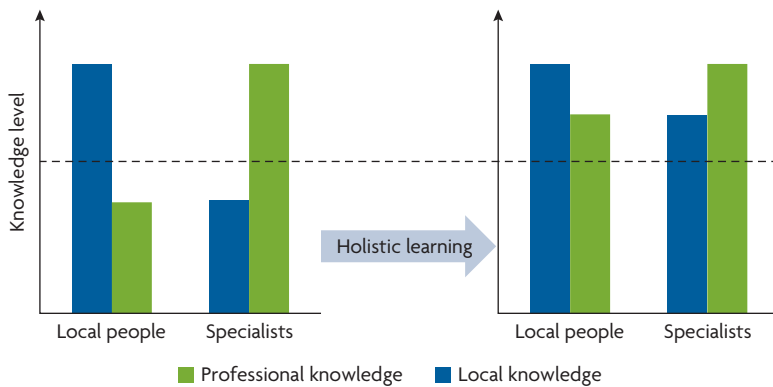 Knowledge level
Holistic learning
Local people
Specialists
Local people
Specialists
Professional knowledge
Local knowledge